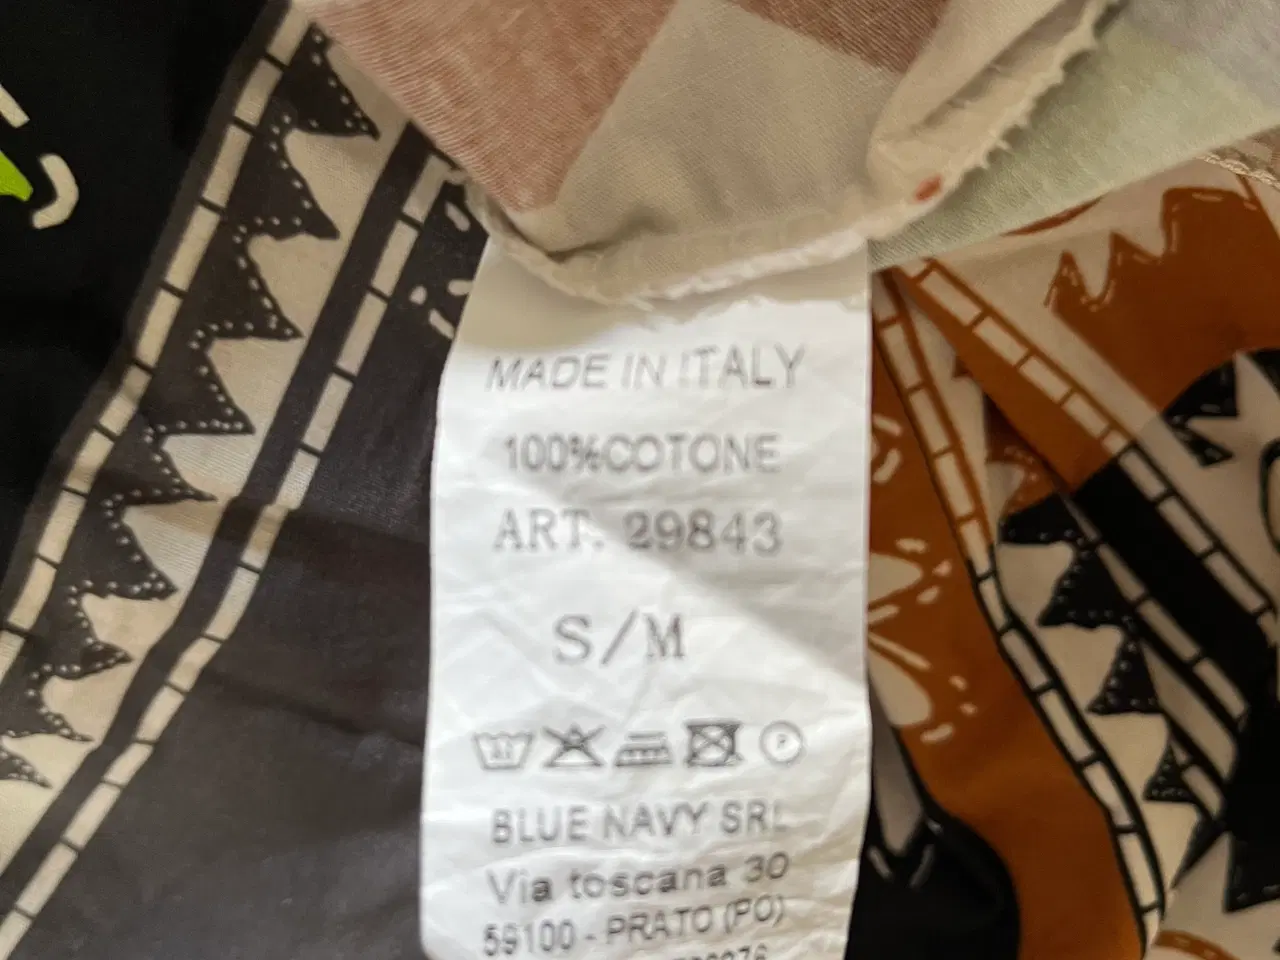 MADE IN ITALY
100%COTONE
ART. 29843
S/M
P
BLUE NAVY SRL
Via toscana 30
59100 - PRATO (PO)